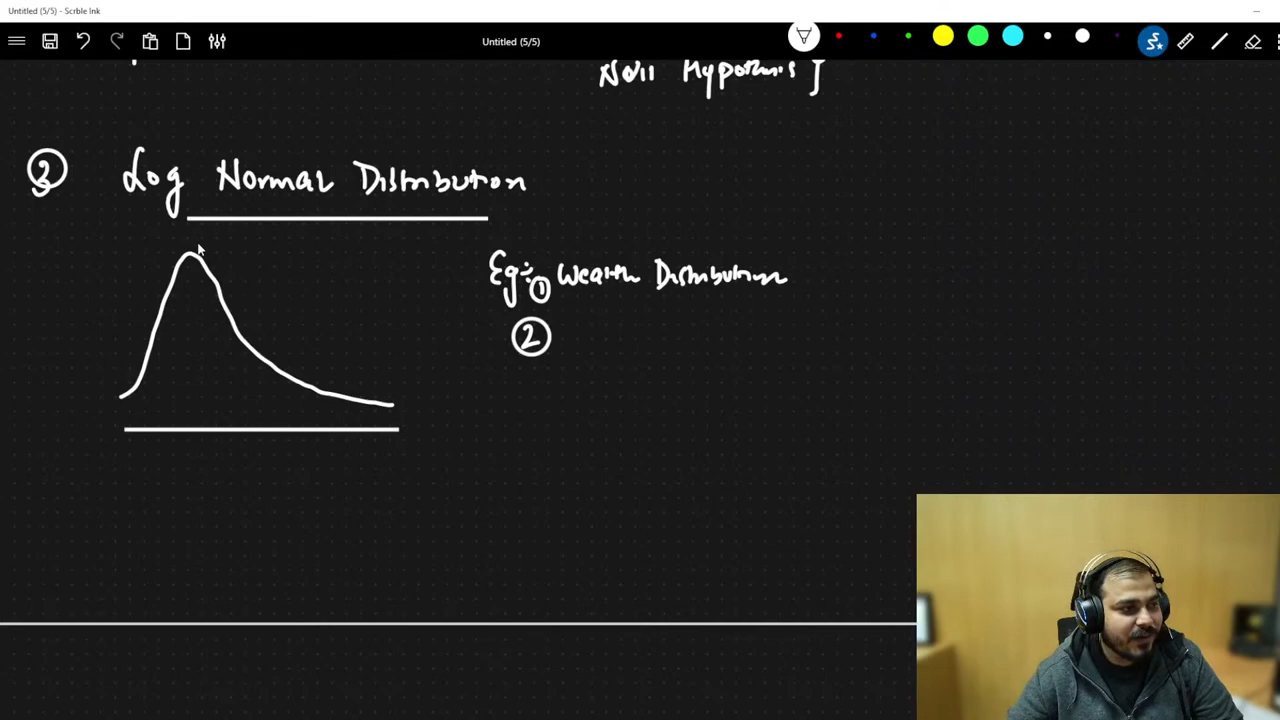 Untitled (5/5) - Scrble Ink
Untitled (5/5)
Null Hypothesis ]
3 Log Normal Distribution
Eg:- 1 Wealth Distribution
2